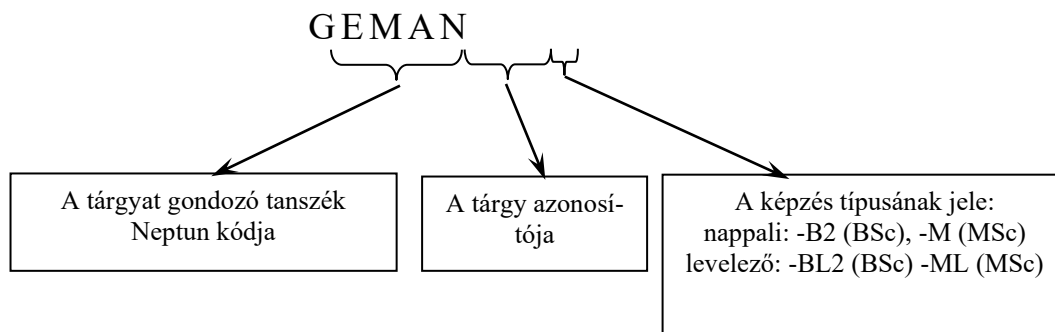 GEMAN
A tárgyat gondozó tanszék
Neptun kódja
A tárgy azonosí-
tója
A képzés típusának jele:
nappali: -B2 (BSc), -M (MSc)
levelező: -BL2 (BSc) -ML (MSc)